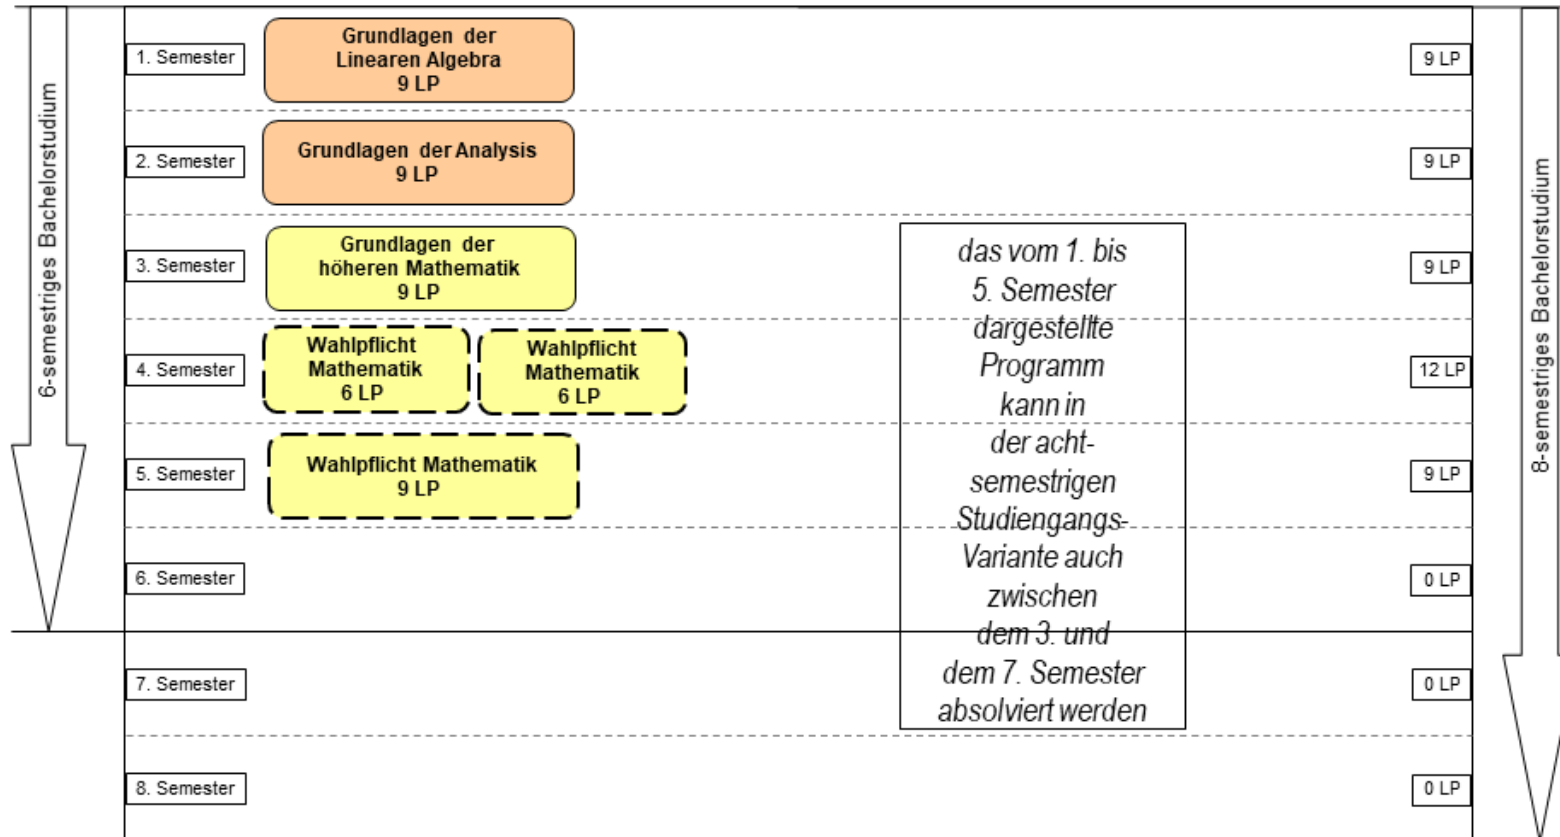 6-semestriges Bachelorstudium
8-semestriges Bachelorstudium
1. Semester
Grundlagen der
Linearen Algebra
9 LP
9 LP
2. Semester
Grundlagen der Analysis
9 LP
9 LP
3. Semester
Grundlagen der
höheren Mathematik
9 LP
9 LP
4. Semester
Wahlpflicht
Mathematik
6 LP
Wahlpflicht
Mathematik
6 LP
12 LP
5. Semester
Wahlpflicht Mathematik
9 LP
9 LP
6. Semester
0 LP
7. Semester
0 LP
8. Semester
0 LP
das vom 1. bis
5. Semester
dargestellte
Programm
kann in
der acht-
semestrigen
Studiengangs-
Variante auch
zwischen
dem 3. und
dem 7. Semester
absolviert werden